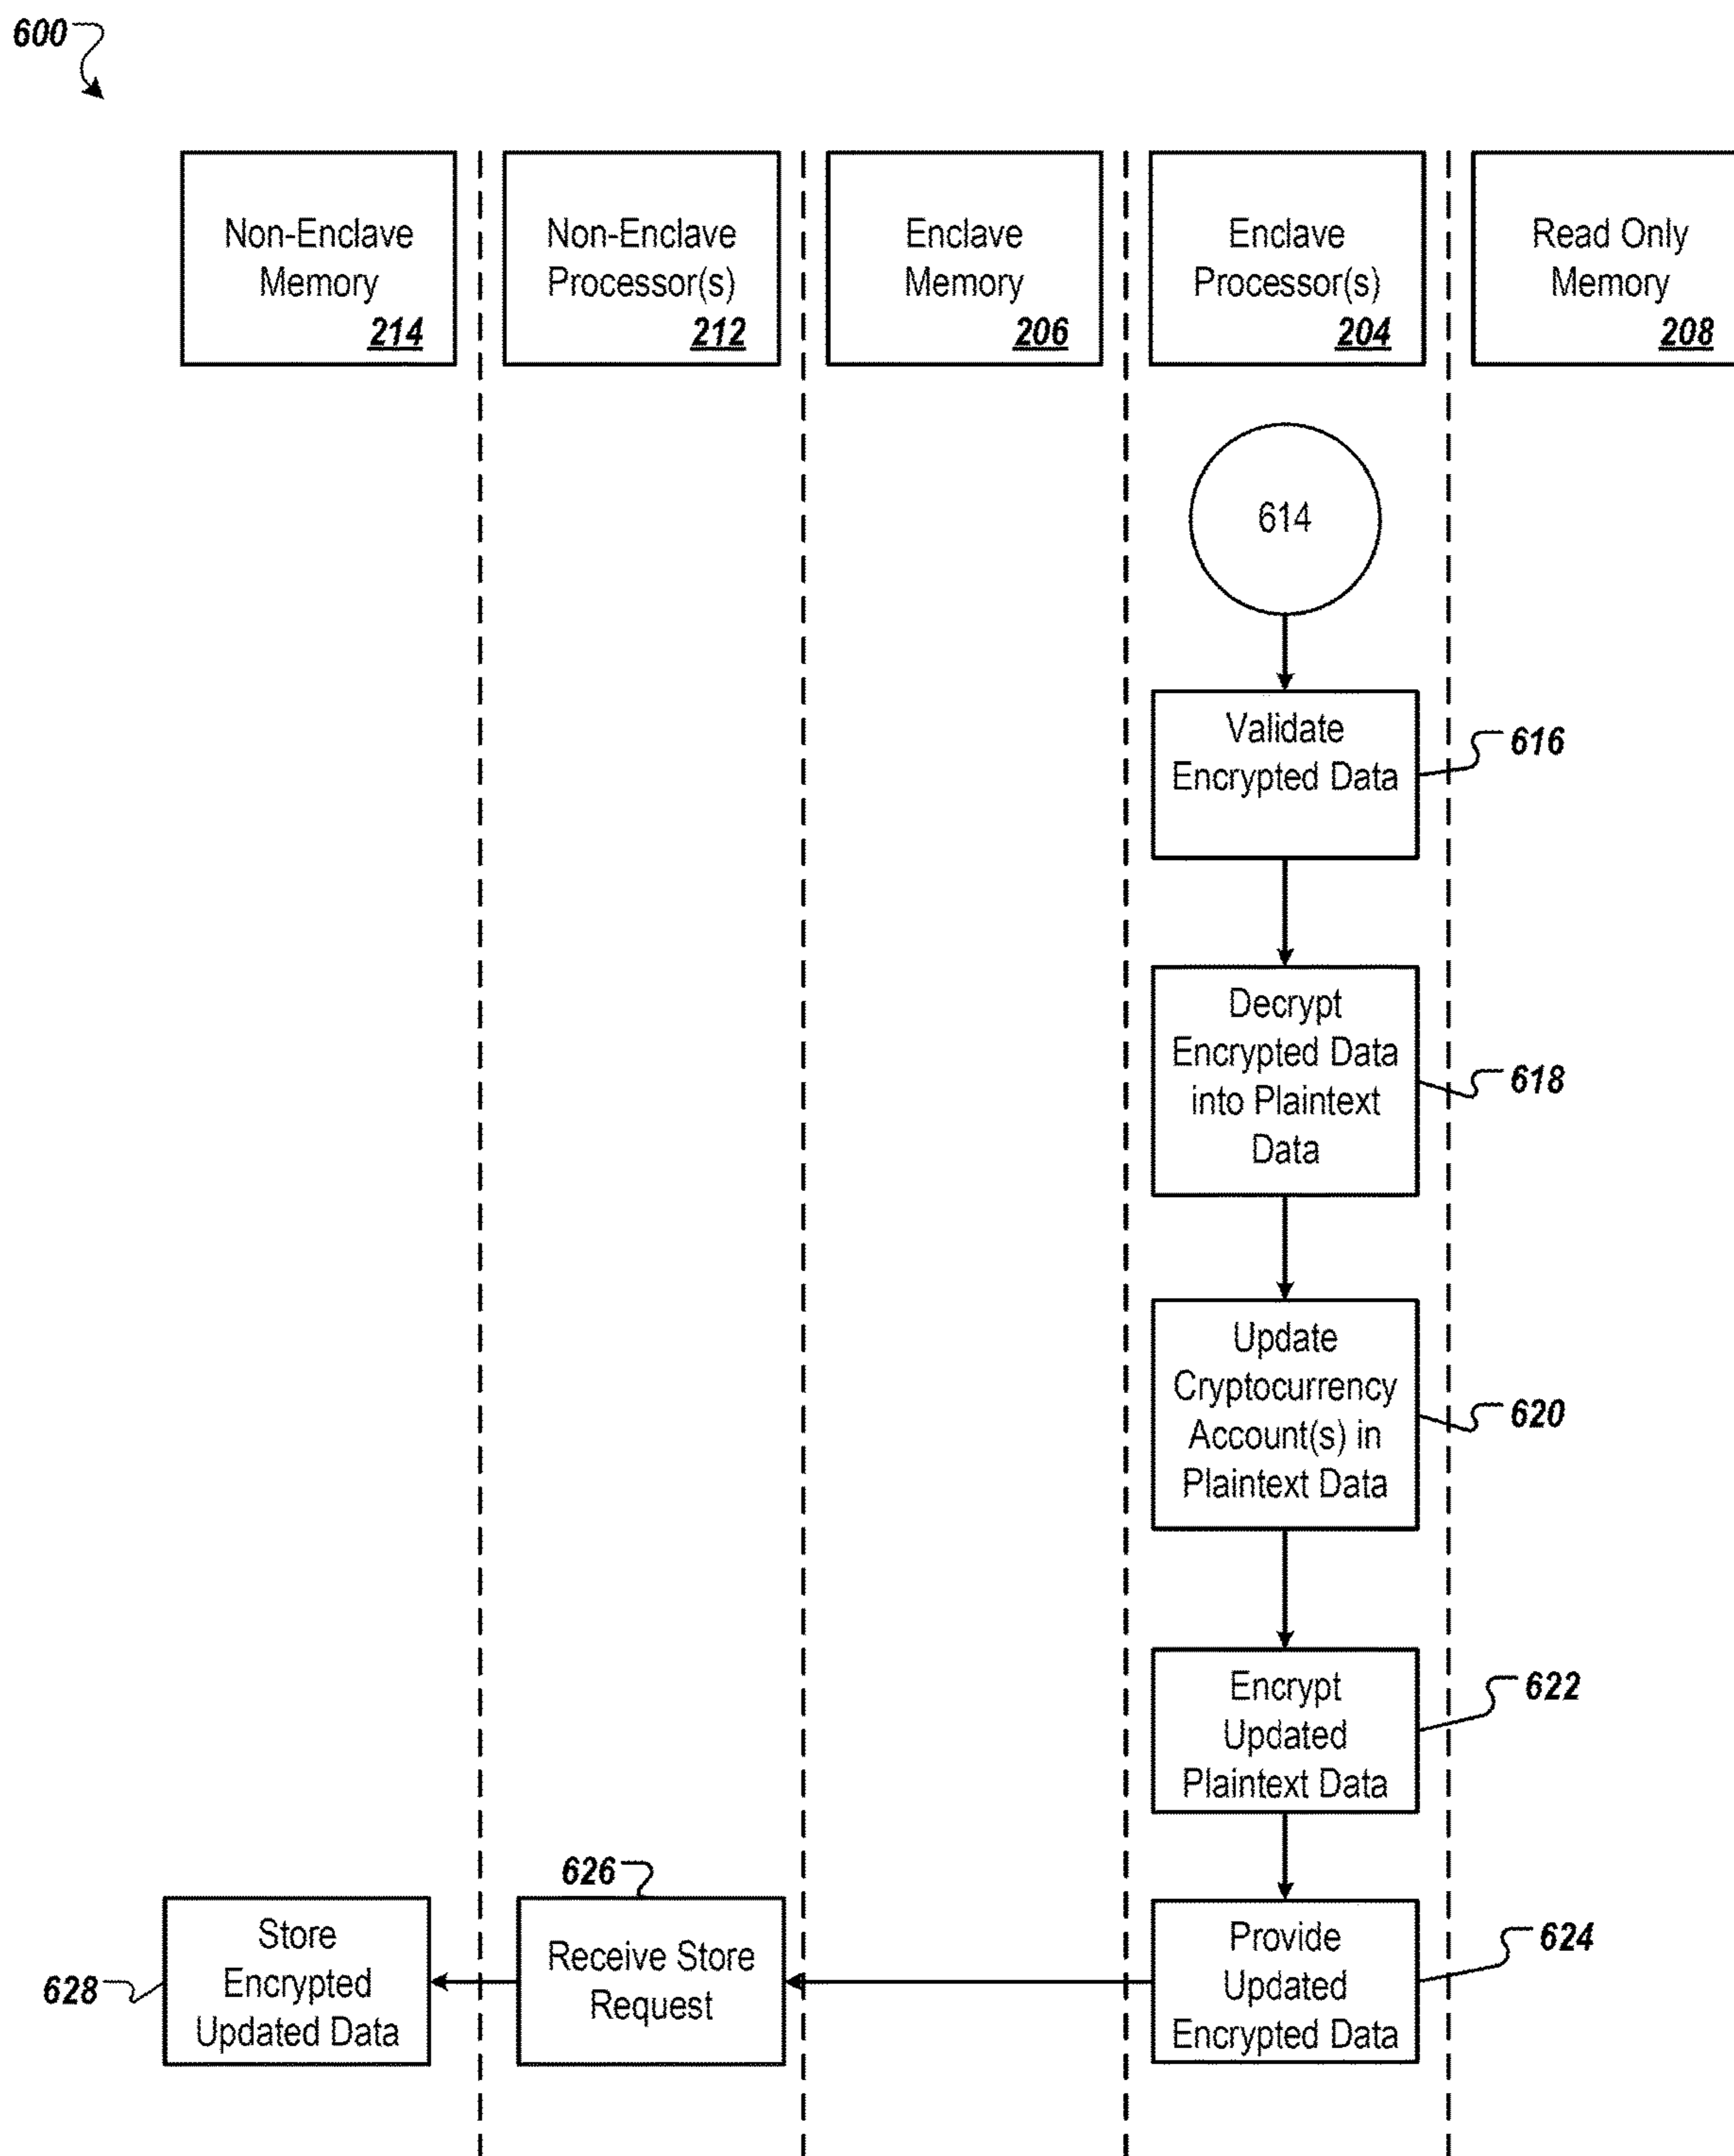 600
Non-Enclave
Memory
214
Non-Enclave
Processor(s)
212
Enclave
Memory
206
Enclave
Processor(s)
204
Read Only
Memory
208
614
Validate
Encrypted Data
616
Decrypt
Encrypted Data
into Plaintext
Data
618
Update
Cryptocurrency
Account(s) in
Plaintext Data
620
Encrypt
Updated
Plaintext Data
622
Provide
Updated
Encrypted Data
624
626
Receive Store
Request
Store
Encrypted
Updated Data
628